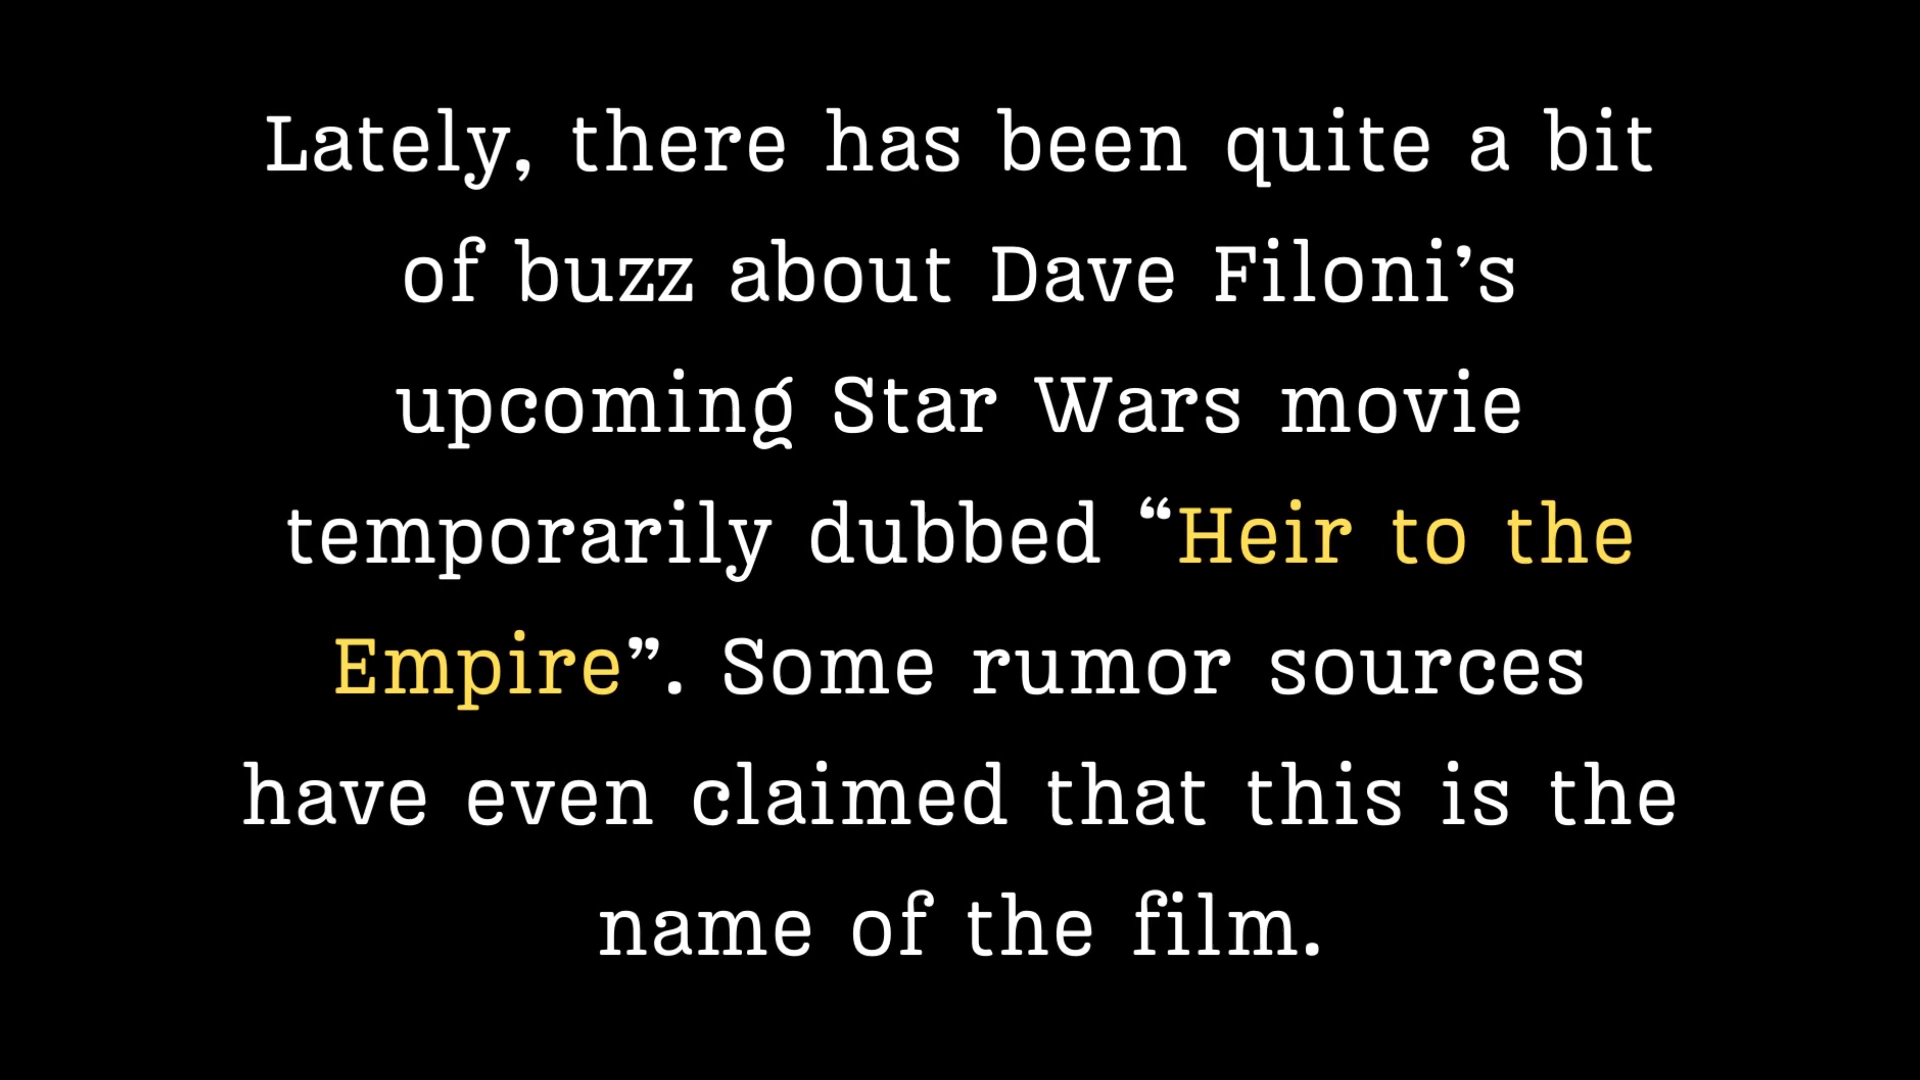 Lately, there has been quite a bit
of buzz about Dave Filoni’s
upcoming Star Wars movie
temporarily dubbed “Heir to the
Empire”. Some rumor sources
have even claimed that this is the
name of the film.